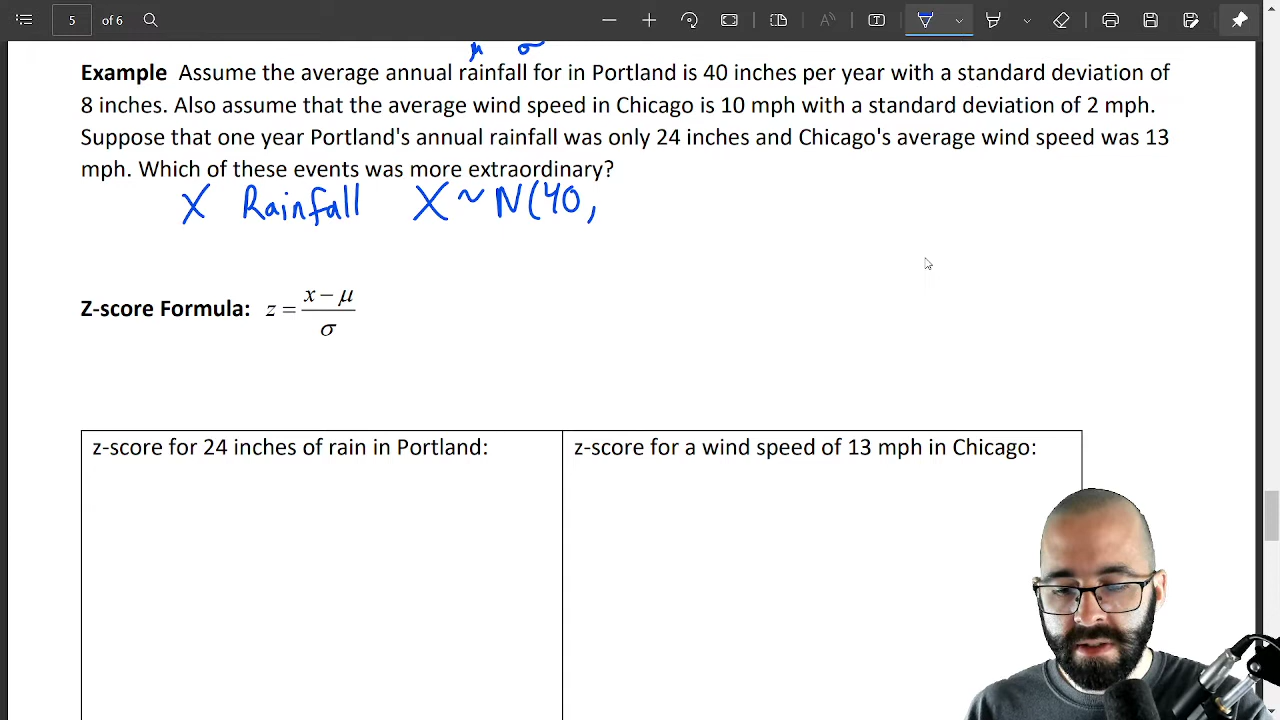 5 of 6
μ σ
Example Assume the average annual rainfall for in Portland is 40 inches per year with a standard deviation of
8 inches. Also assume that the average wind speed in Chicago is 10 mph with a standard deviation of 2 mph.
Suppose that one year Portland's annual rainfall was only 24 inches and Chicago's average wind speed was 13
mph. Which of these events was more extraordinary?
X Rainfall X ~ N(40,
Z-score Formula: z = (x − μ) / σ
z-score for 24 inches of rain in Portland:
z-score for a wind speed of 13 mph in Chicago: